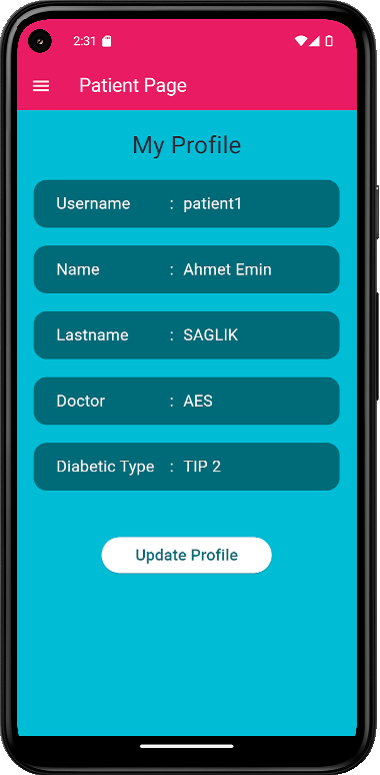 2:31
Patient Page
My Profile
Username : patient1
Name : Ahmet Emin
Lastname : SAGLIK
Doctor : AES
Diabetic Type : TIP 2
Update Profile